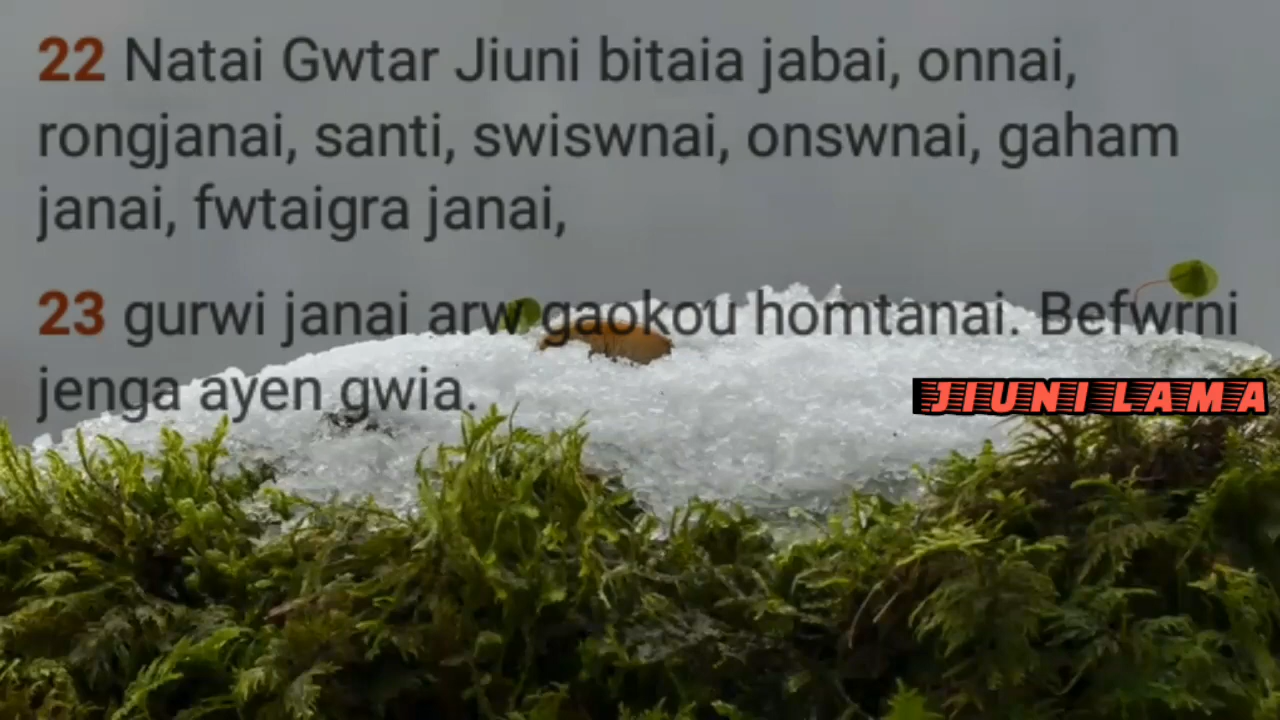 22 Natai Gwtar Jiuni bitaia jabai, onnai,
rongjanai, santi, swiswnai, onswnai, gaham
janai, fwtaigra janai,
23 gurwi janai arw gaokou homtanai. Befwrni
jenga ayen gwia.
JIUNI LAMA